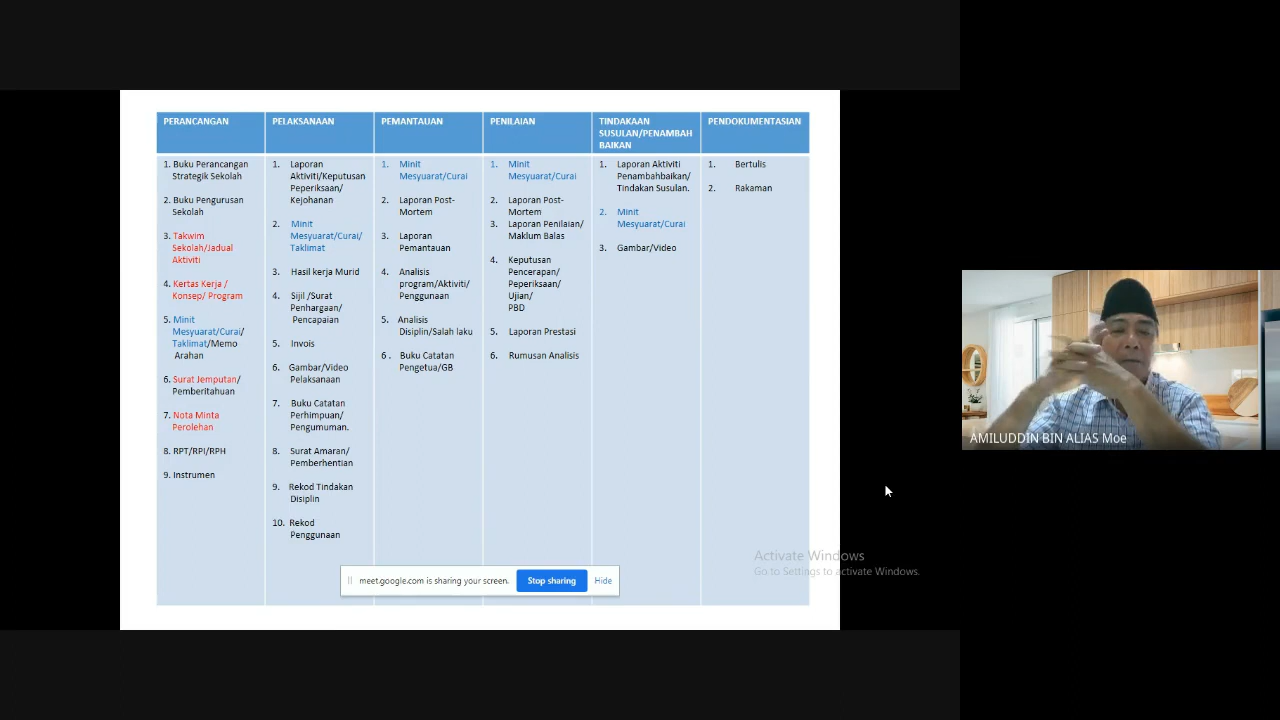 PERANCANGAN
1. Buku Perancangan
Strategik Sekolah
2. Buku Pengurusan
Sekolah
3. Takwim
Sekolah/Jadual
Aktiviti
4. Kertas Kerja /
Konsep/ Program
5. Minit
Mesyuarat/Curai/
Taklimat/Memo
Arahan
6. Surat Jemputan/
Pemberitahuan
7. Nota Minta
Perolehan
8. RPT/RPI/RPH
9. Instrumen
PELAKSANAAN
1. Laporan
Aktiviti/Keputusan
Peperiksaan/
Kejohanan
2. Minit
Mesyuarat/Curai/
Taklimat
3. Hasil kerja Murid
4. Sijil /Surat
Penhargaan/
Pencapaian
5. Invois
6. Gambar/Video
Pelaksanaan
7. Buku Catatan
Perhimpuan/
Pengumuman.
8. Surat Amaran/
Pemberhentian
9. Rekod Tindakan
Disiplin
10. Rekod
Penggunaan
PEMANTAUAN
1. Minit
Mesyuarat/Curai
2. Laporan Post-
Mortem
3. Laporan
Pemantauan
4. Analisis
program/Aktiviti/
Penggunaan
5. Analisis
Disiplin/Salah laku
6 . Buku Catatan
Pengetua/GB
PENILAIAN
1. Minit
Mesyuarat/Curai
2. Laporan Post-
Mortem
3. Laporan Penilaian/
Maklum Balas
4. Keputusan
Pencerapan/
Peperiksaan/
Ujian/
PBD
5. Laporan Prestasi
6. Rumusan Analisis
TINDAKAAN
SUSULAN/PENAMBAH
BAIKAN
1. Laporan Aktiviti
Penambahbaikan/
Tindakan Susulan.
2. Minit
Mesyuarat/Curai
3. Gambar/Video
PENDOKUMENTASIAN
1. Bertulis
2. Rakaman
meet.google.com is sharing your screen. Stop sharing Hide
Activate Windows
Go to Settings to activate Windows.
AMILUDDIN BIN ALIAS Moe